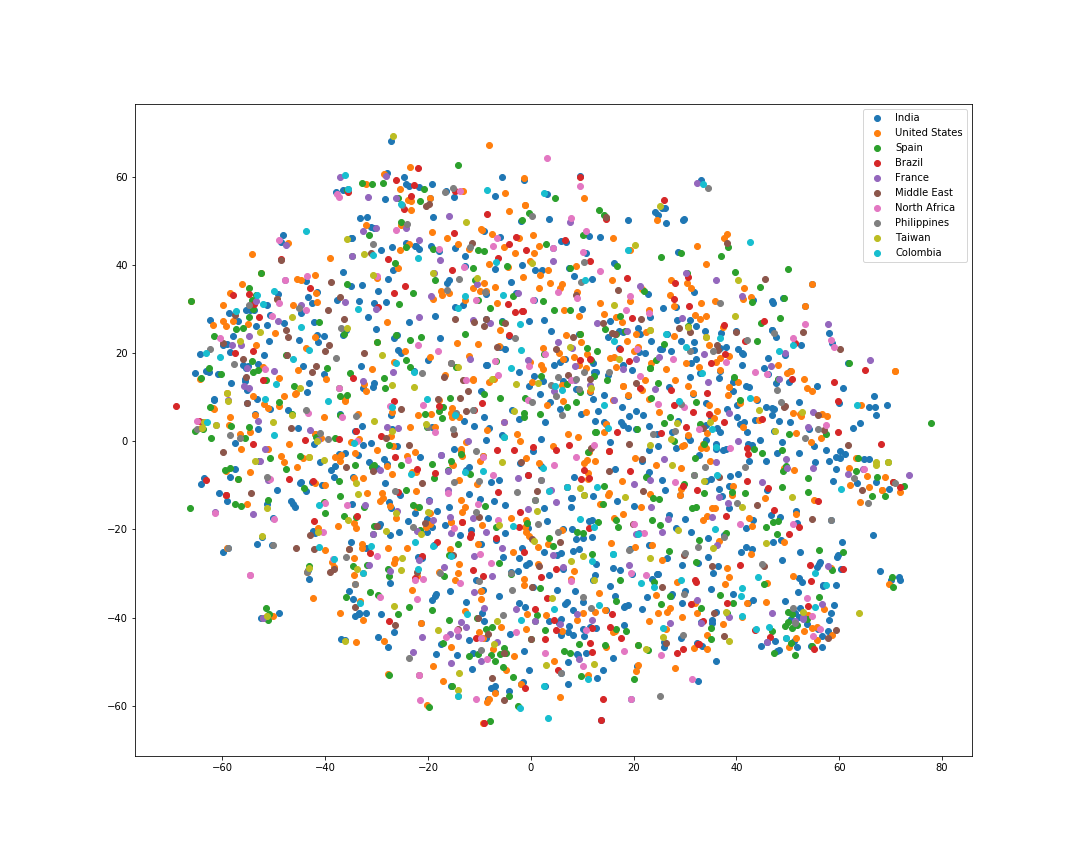 India
United States
Spain
Brazil
France
Middle East
North Africa
Philippines
Taiwan
Colombia
60
40
20
0
−20
−40
−60
−60 −40 −20 0 20 40 60 80